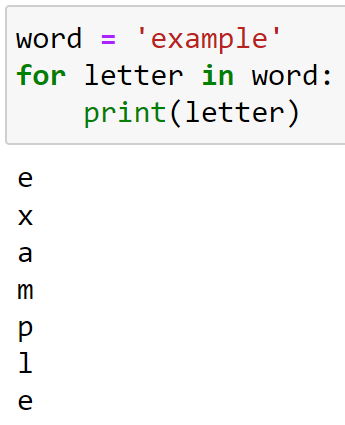 word = 'example'
for letter in word:
    print(letter)
e
x
a
m
p
l
e